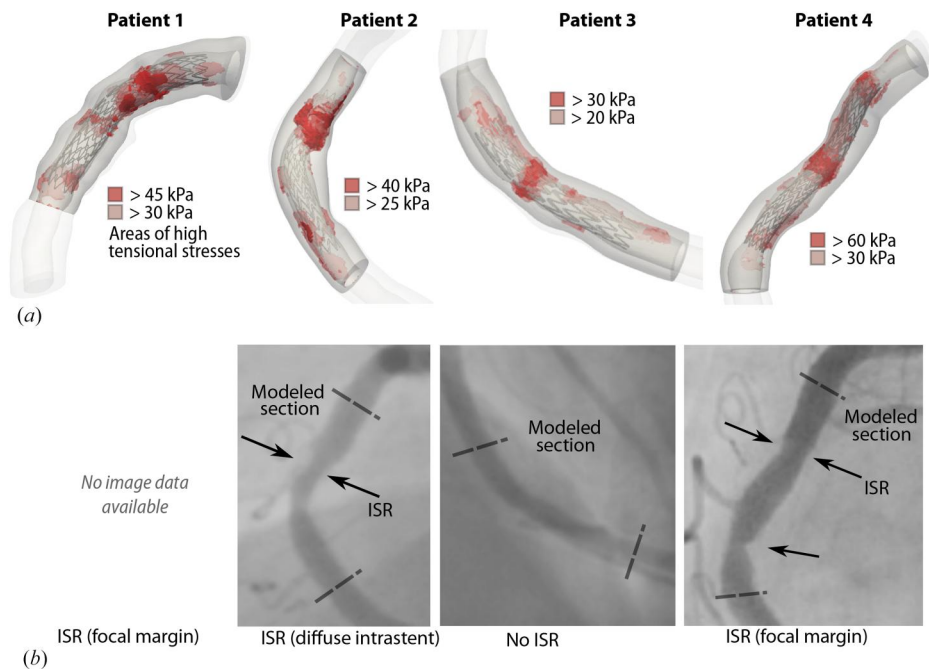 Patient 1
Patient 2
Patient 3
Patient 4
> 45 kPa
> 30 kPa
Areas of high
tensional stresses
> 40 kPa
> 25 kPa
> 30 kPa
> 20 kPa
> 60 kPa
> 30 kPa
(a)
No image data
available
Modeled
section
ISR
Modeled
section
Modeled
section
ISR
ISR (focal margin)
ISR (diffuse intrastent)
No ISR
ISR (focal margin)
(b)